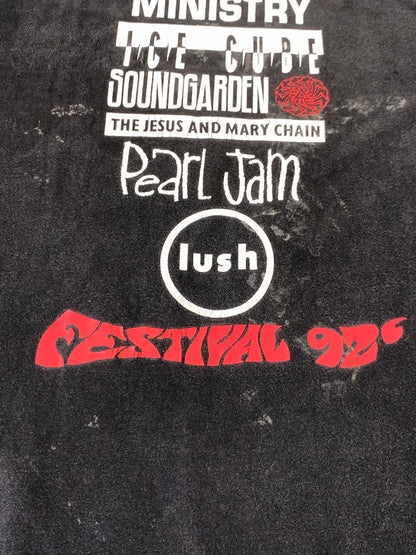 MINISTRY
ICE CUBE
SOUNDGARDEN
THE JESUS AND MARY CHAIN
PeaRL Jam
lush
FESTIVAL 92‘